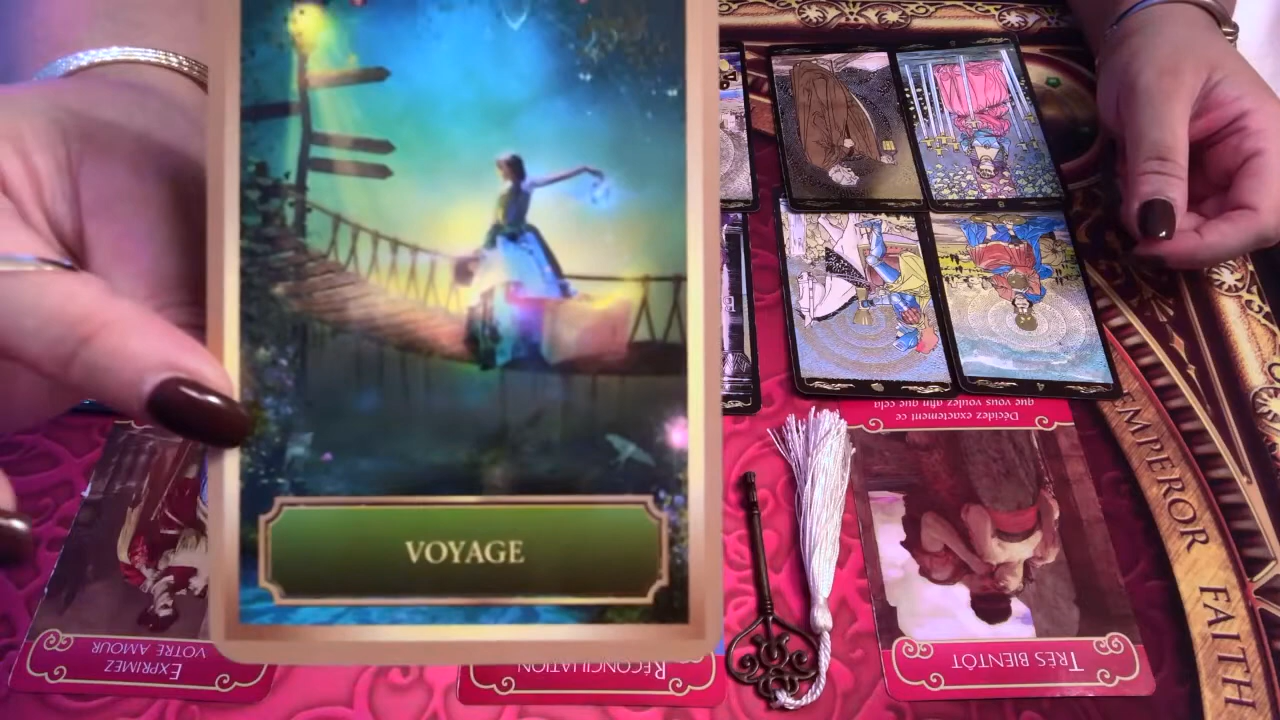 VOYAGE
Décidez exactement ce
que vous voulez afin que cela
EMPEROR
FAITH
EXPRIMEZ
VOTRE AMOUR
RÉCONCILIATION
TRÈS BIENTÔT